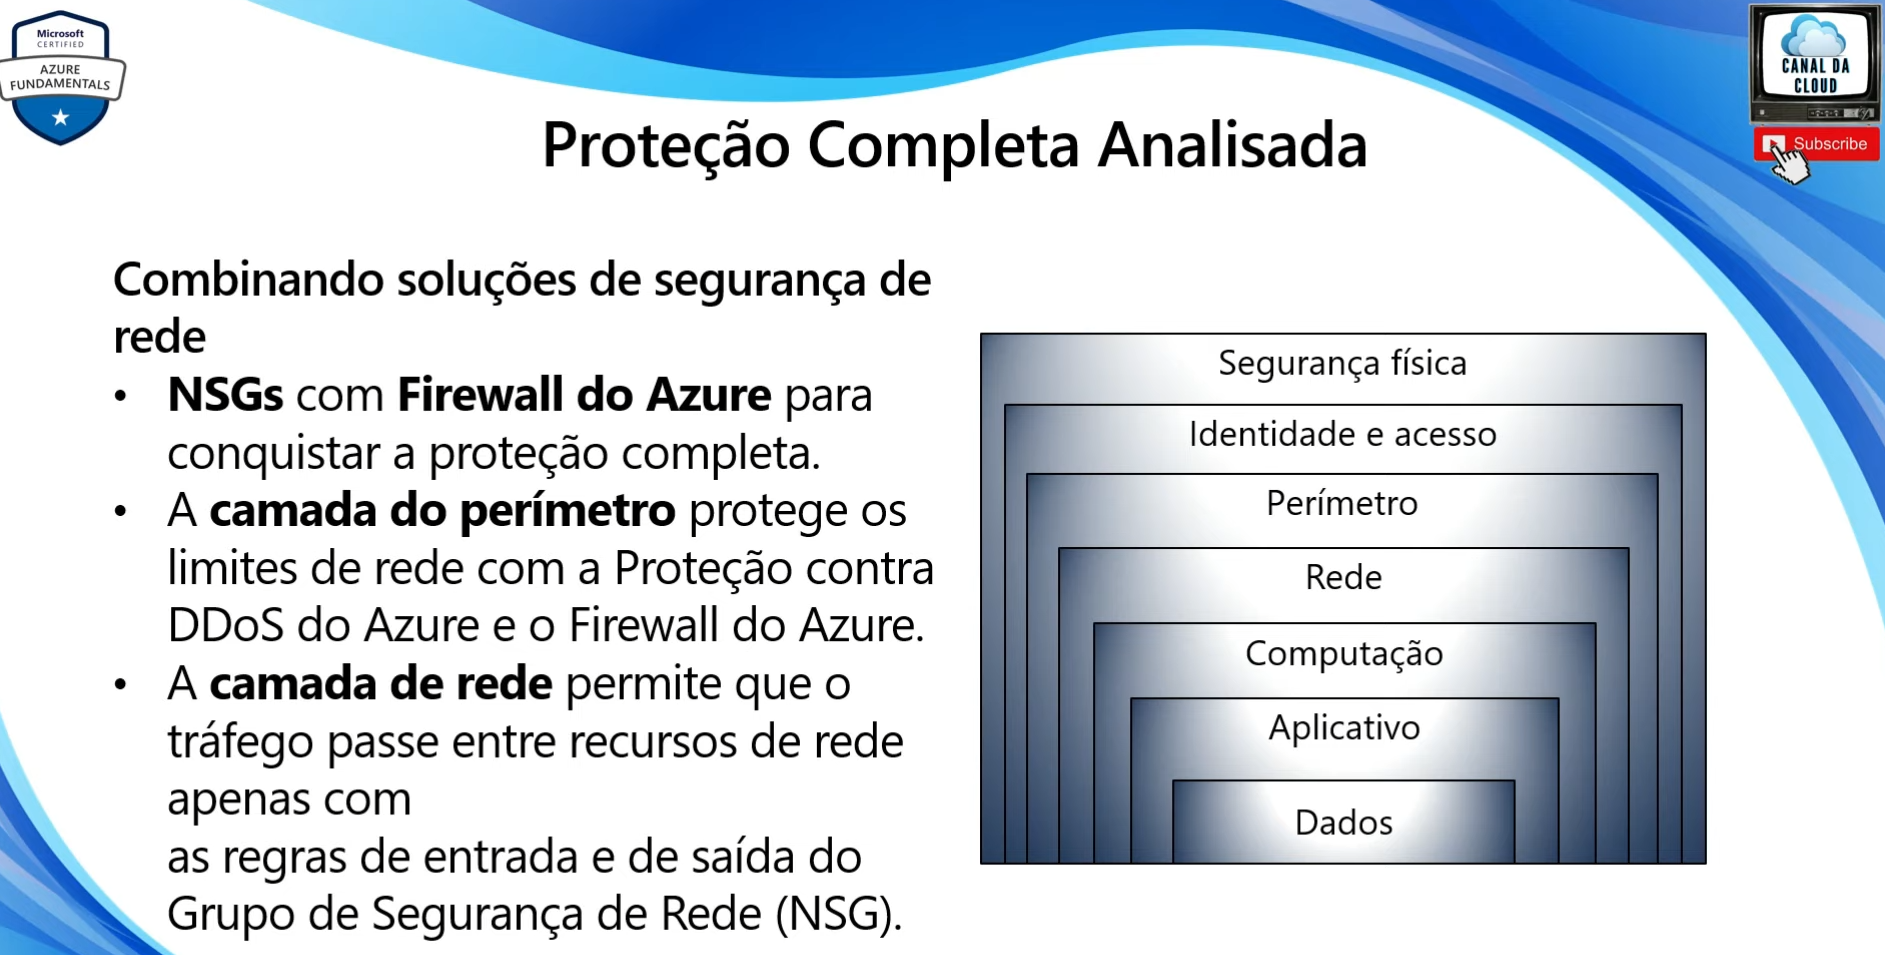 Microsoft
CERTIFIED
AZURE
FUNDAMENTALS
CANAL DA
CLOUD
Subscribe
Proteção Completa Analisada
Combinando soluções de segurança de
rede
• NSGs com Firewall do Azure para
conquistar a proteção completa.
• A camada do perímetro protege os
limites de rede com a Proteção contra
DDoS do Azure e o Firewall do Azure.
• A camada de rede permite que o
tráfego passe entre recursos de rede
apenas com
as regras de entrada e de saída do
Grupo de Segurança de Rede (NSG).
Segurança física
Identidade e acesso
Perímetro
Rede
Computação
Aplicativo
Dados